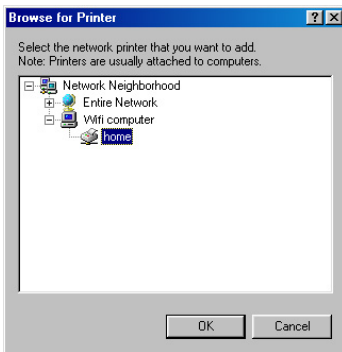 Browse for Printer
Select the network printer that you want to add.
Note: Printers are usually attached to computers.
Network Neighborhood
Entire Network
Wifi computer
home
OK Cancel